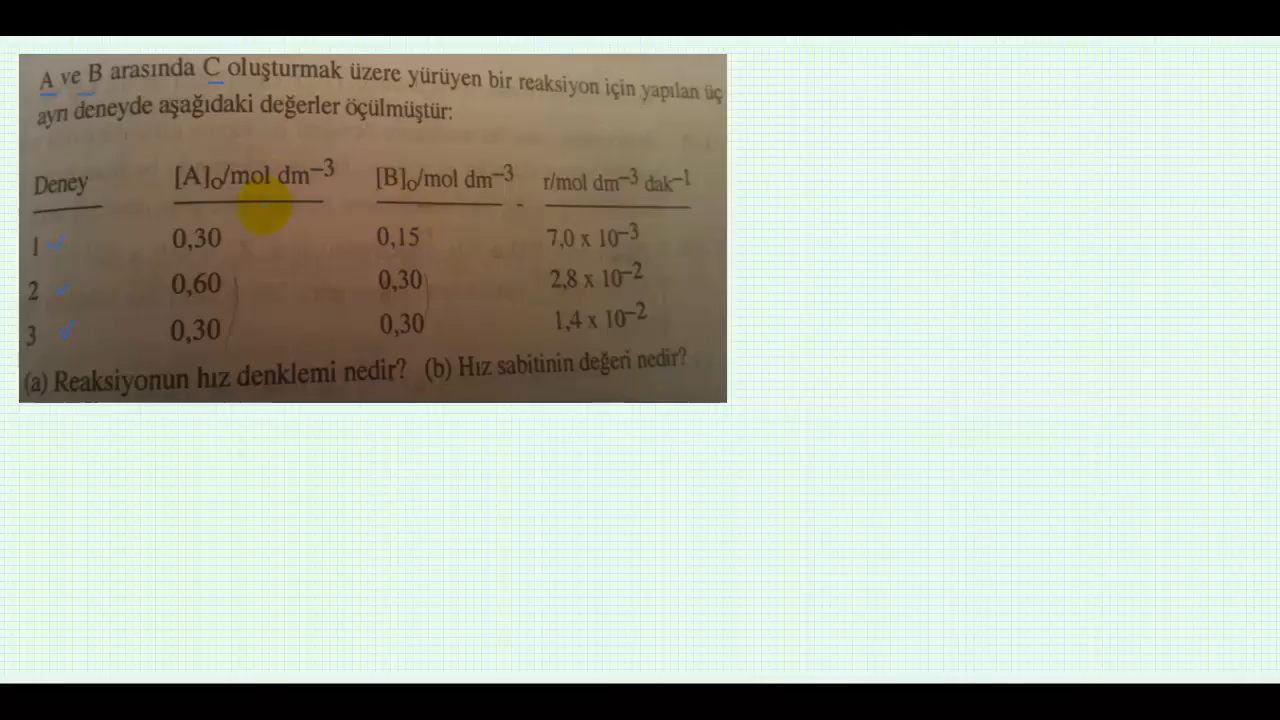 A ve B arasında C oluşturmak üzere yürüyen bir reaksiyon için yapılan üç
ayrı deneyde aşağıdaki değerler öçülmüştür:
Deney [A]₀/mol dm⁻³ [B]₀/mol dm⁻³ r/mol dm⁻³ dak⁻¹
1 0,30 0,15 7,0 x 10⁻³
2 0,60 0,30 2,8 x 10⁻²
3 0,30 0,30 1,4 x 10⁻²
(a) Reaksiyonun hız denklemi nedir? (b) Hız sabitinin değeri nedir?